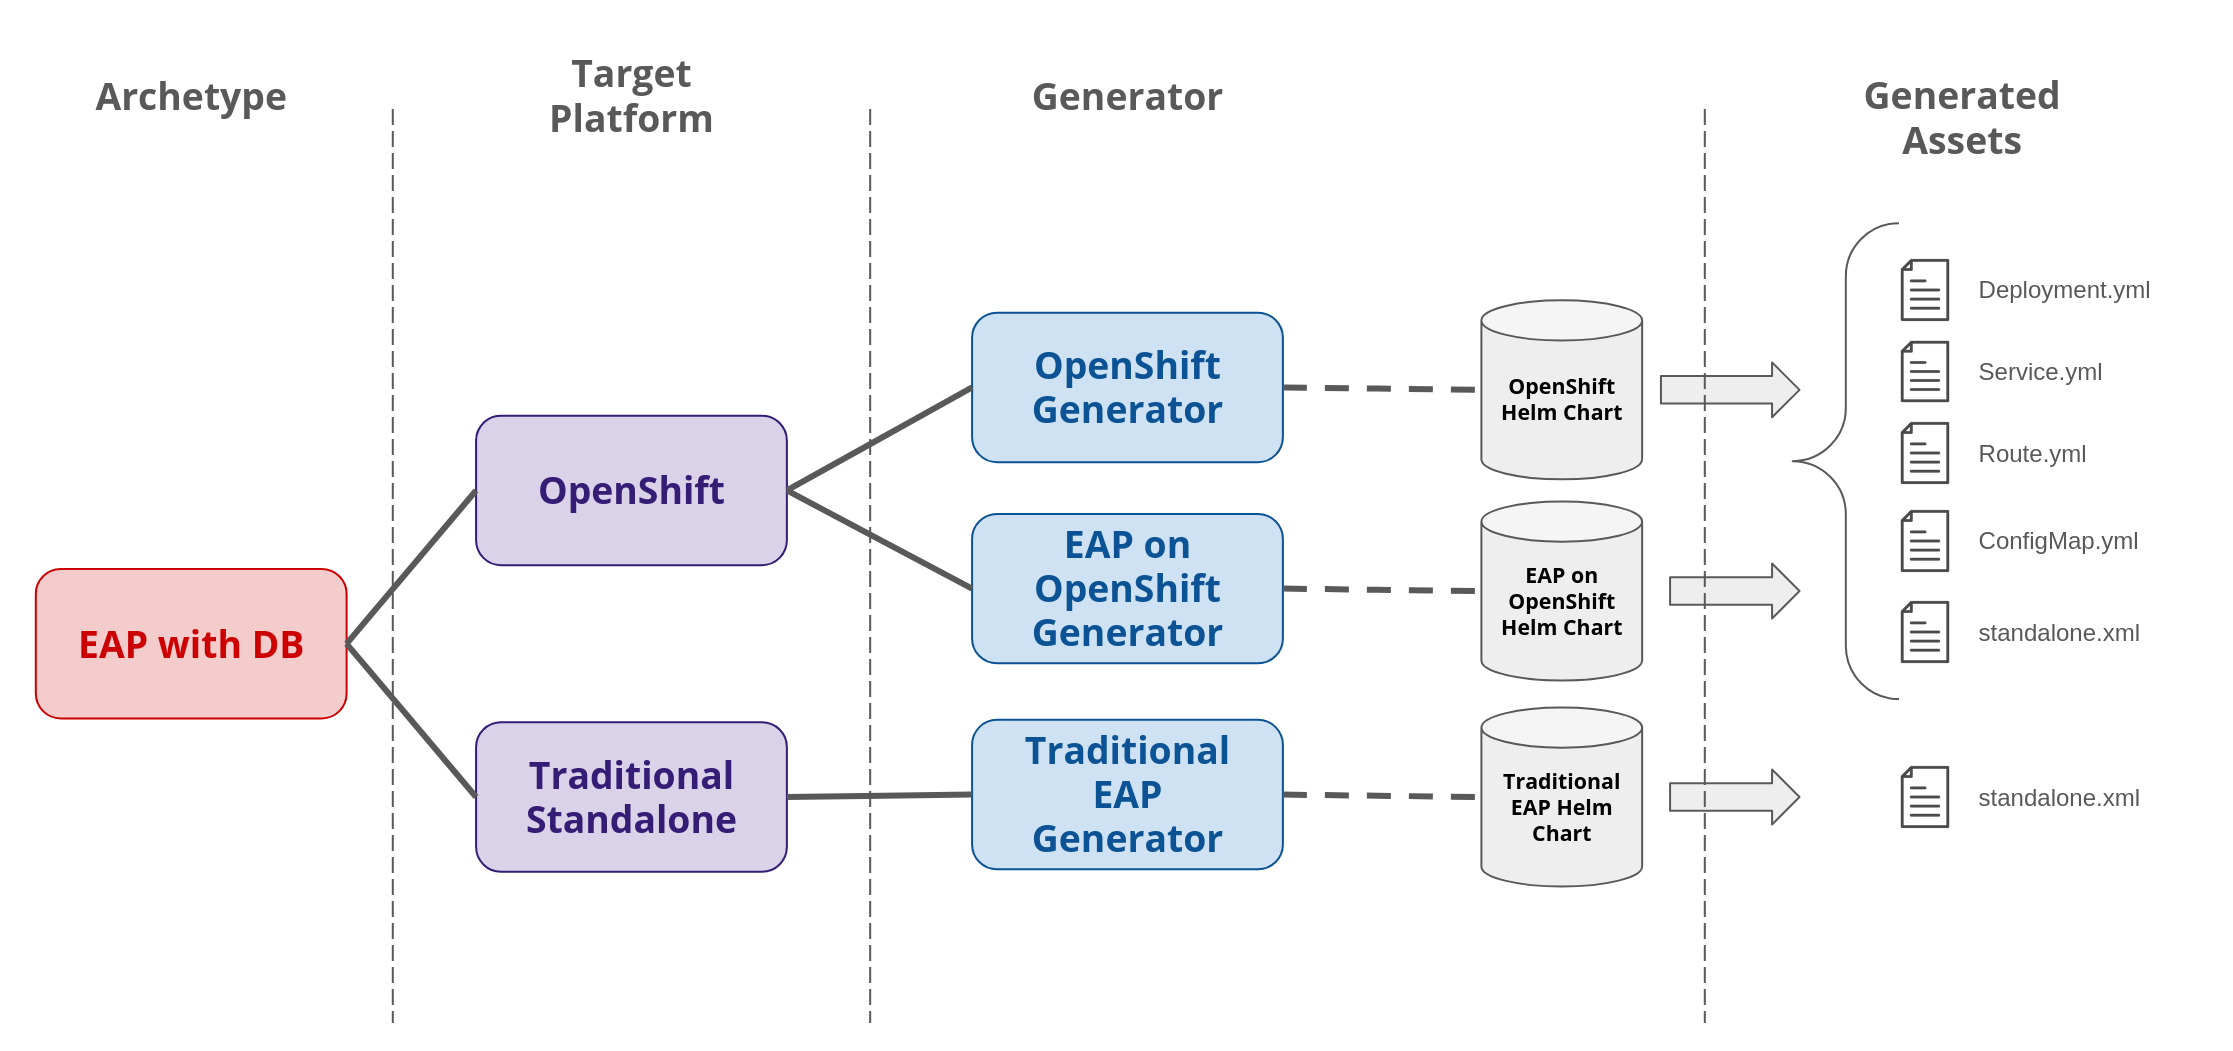 Archetype
Target
Platform
Generator
Generated
Assets
EAP with DB
OpenShift
Traditional
Standalone
OpenShift
Generator
EAP on
OpenShift
Generator
Traditional
EAP
Generator
OpenShift
Helm Chart
EAP on
OpenShift
Helm Chart
Traditional
EAP Helm
Chart
Deployment.yml
Service.yml
Route.yml
ConfigMap.yml
standalone.xml
standalone.xml